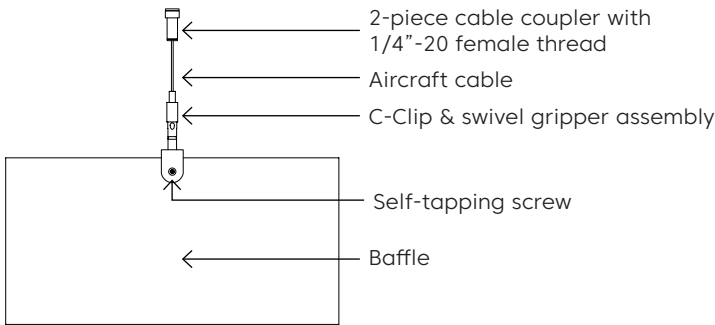 2-piece cable coupler with
1/4”-20 female thread
Aircraft cable
C-Clip & swivel gripper assembly
Self-tapping screw
Baffle